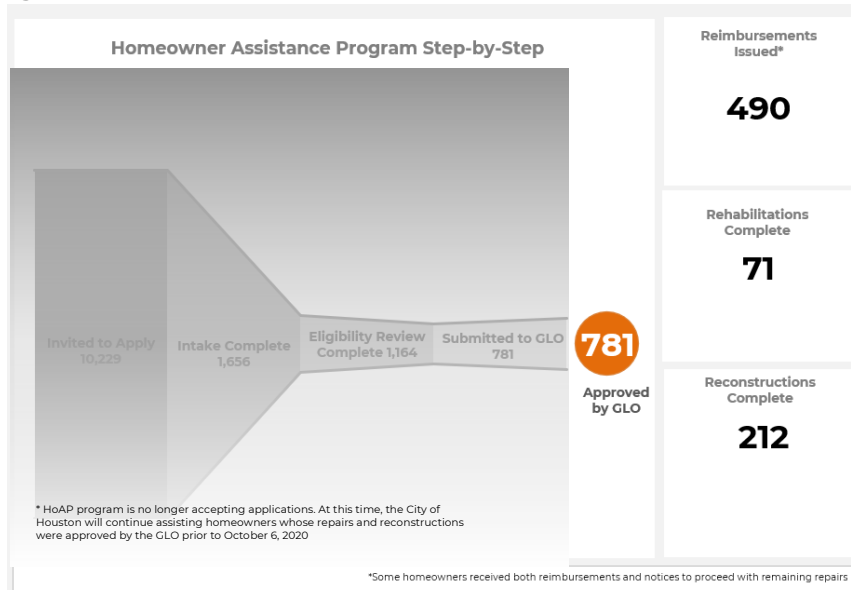 Homeowner Assistance Program Step-by-Step
Invited to Apply
10,229
Intake Complete
1,656
Eligibility Review
Complete 1,164
Submitted to GLO
781
781
Approved
by GLO
* HoAP program is no longer accepting applications. At this time, the City of
Houston will continue assisting homeowners whose repairs and reconstructions
were approved by the GLO prior to October 6, 2020
Reimbursements
Issued*
490
Rehabilitations
Complete
71
Reconstructions
Complete
212
*Some homeowners received both reimbursements and notices to proceed with remaining repairs